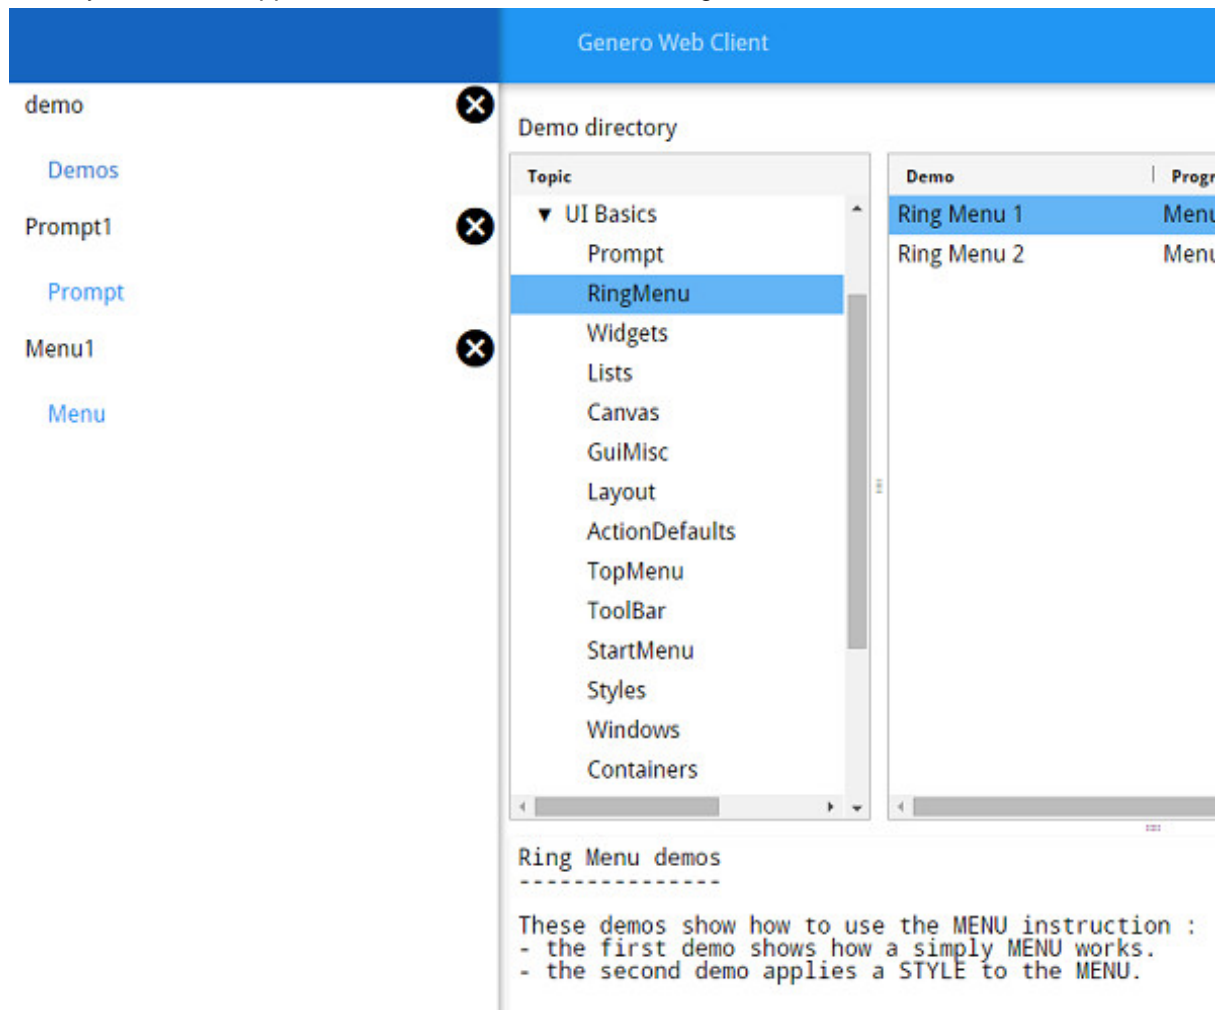 Genero Web Client
demo
Demos
Prompt1
Prompt
Menu1
Menu
Demo directory
Topic
UI Basics
Prompt
RingMenu
Widgets
Lists
Canvas
GuiMisc
Layout
ActionDefaults
TopMenu
ToolBar
StartMenu
Styles
Windows
Containers
Demo Progr
Ring Menu 1 Menu
Ring Menu 2 Menu
Ring Menu demos
---------------
These demos show how to use the MENU instruction :
- the first demo shows how a simply MENU works.
- the second demo applies a STYLE to the MENU.